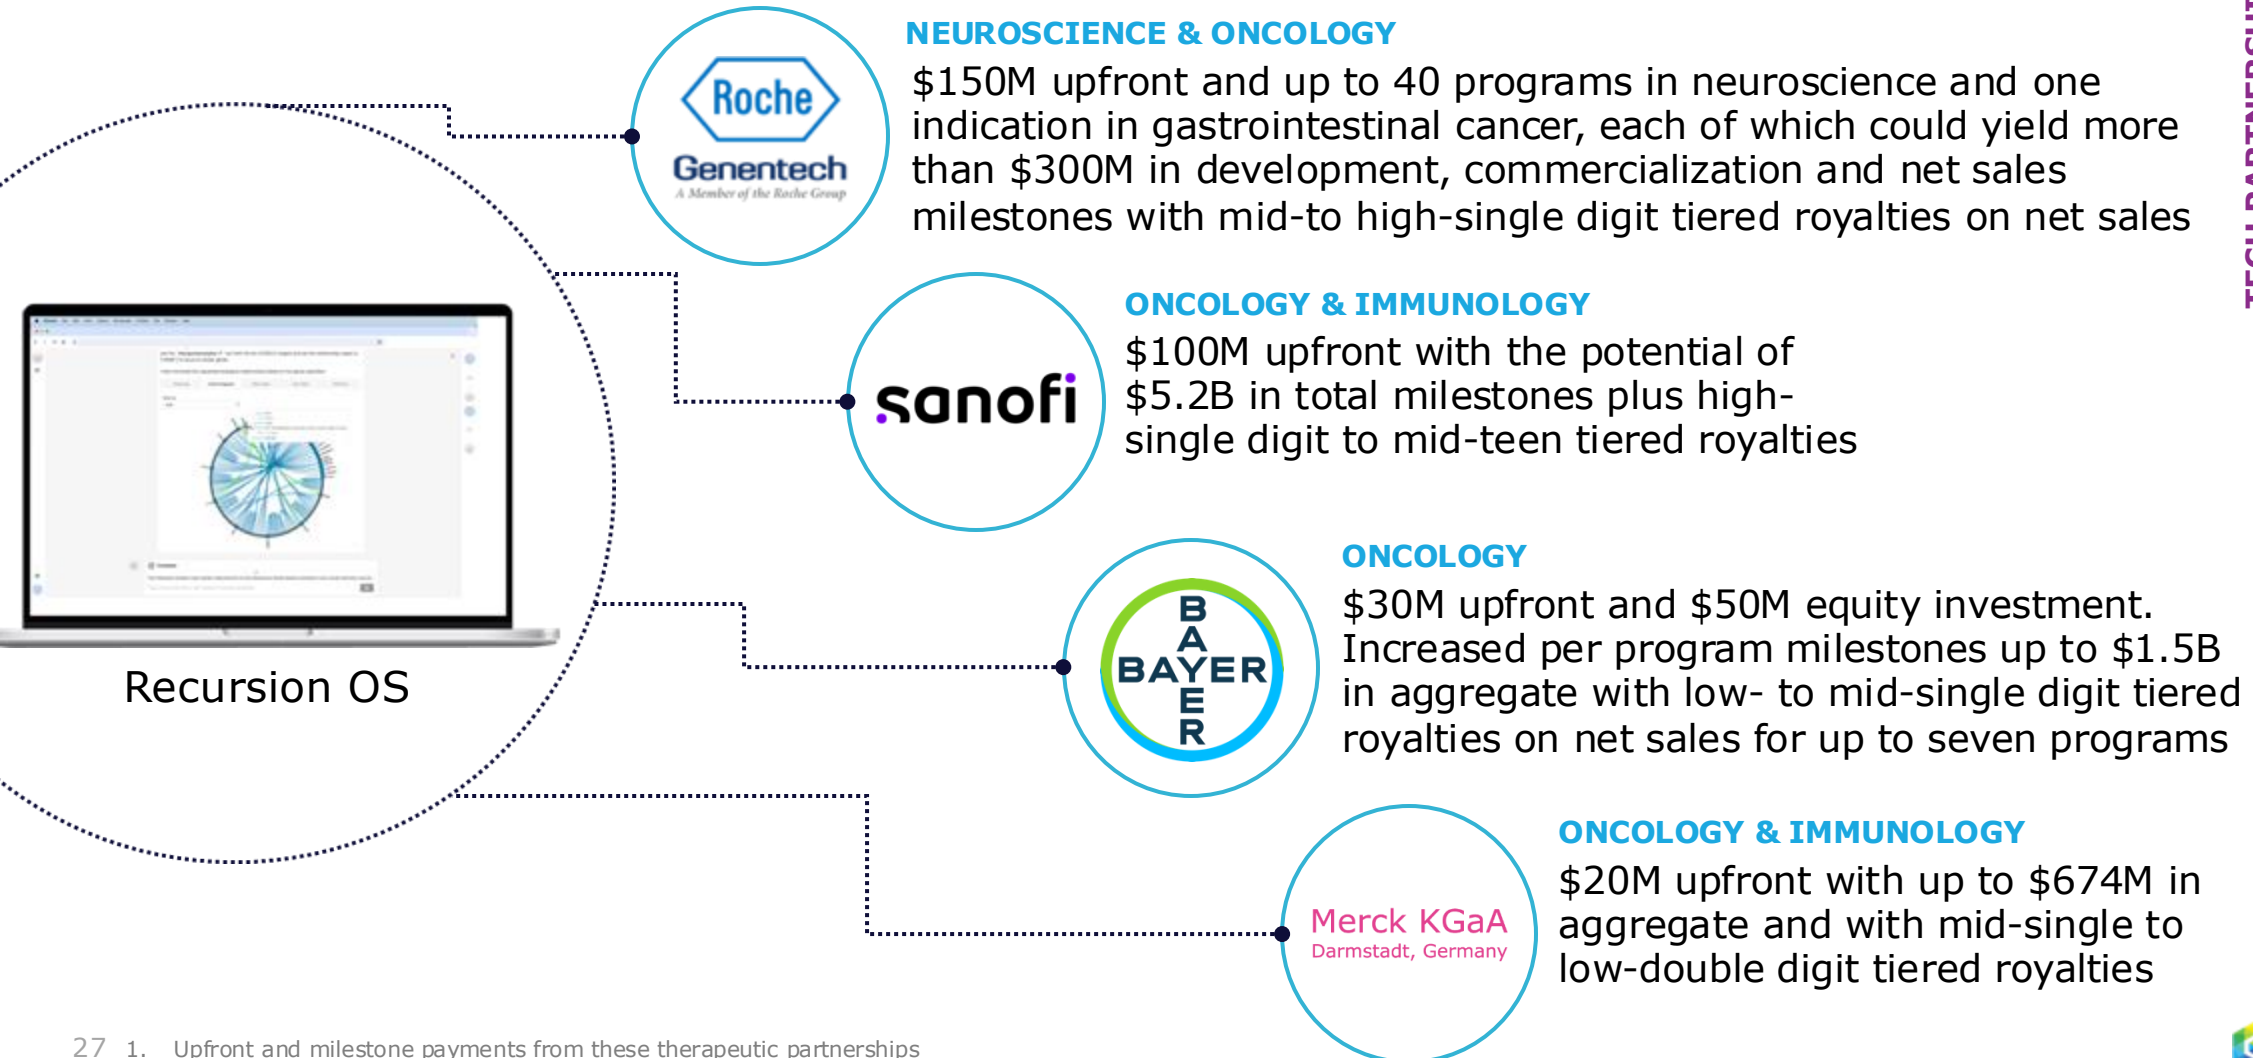 NEUROSCIENCE & ONCOLOGY
Roche
Genentech
A Member of the Roche Group
$150M upfront and up to 40 programs in neuroscience and one
indication in gastrointestinal cancer, each of which could yield more
than $300M in development, commercialization and net sales
milestones with mid-to high-single digit tiered royalties on net sales
ONCOLOGY & IMMUNOLOGY
sanofi
$100M upfront with the potential of
$5.2B in total milestones plus high-
single digit to mid-teen tiered royalties
ONCOLOGY
BAYER
BAYER
$30M upfront and $50M equity investment.
Increased per program milestones up to $1.5B
in aggregate with low- to mid-single digit tiered
royalties on net sales for up to seven programs
Recursion OS
ONCOLOGY & IMMUNOLOGY
Merck KGaA
Darmstadt, Germany
$20M upfront with up to $674M in
aggregate and with mid-single to
low-double digit tiered royalties
27 1. Upfront and milestone payments from these therapeutic partnerships